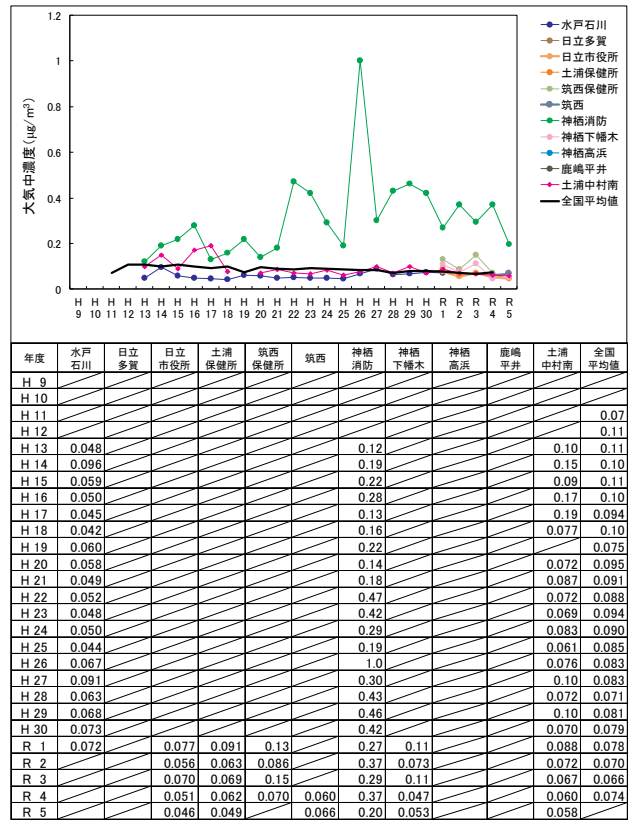 1.2
1
0.8
0.6
0.4
0.2
0
大気中濃度(μg/m³)
H H H H H H H H H H H H H H H H H H H H H H R R R R R
9 10 11 12 13 14 15 16 17 18 19 20 21 22 23 24 25 26 27 28 29 30 1 2 3 4 5
水戸石川
日立多賀
日立市役所
土浦保健所
筑西保健所
筑西
神栖消防
神栖下幡木
神栖高浜
鹿嶋平井
土浦中村南
全国平均値
年度 水戸石川 日立多賀 日立市役所 土浦保健所 筑西保健所 筑西 神栖消防 神栖下幡木 神栖高浜 鹿嶋平井 土浦中村南 全国平均値
H 9
H 10
H 11 0.07
H 12 0.11
H 13 0.048 0.12 0.10 0.11
H 14 0.096 0.19 0.15 0.10
H 15 0.059 0.22 0.09 0.11
H 16 0.050 0.28 0.17 0.10
H 17 0.045 0.13 0.19 0.094
H 18 0.042 0.16 0.077 0.10
H 19 0.060 0.22 0.075
H 20 0.058 0.14 0.072 0.095
H 21 0.049 0.18 0.087 0.091
H 22 0.052 0.47 0.072 0.088
H 23 0.048 0.42 0.069 0.094
H 24 0.050 0.29 0.083 0.090
H 25 0.044 0.19 0.061 0.085
H 26 0.067 1.0 0.076 0.083
H 27 0.091 0.30 0.10 0.083
H 28 0.063 0.43 0.072 0.071
H 29 0.068 0.46 0.10 0.081
H 30 0.073 0.42 0.070 0.079
R 1 0.072 0.077 0.091 0.13 0.27 0.11 0.088 0.078
R 2 0.056 0.063 0.086 0.37 0.073 0.072 0.070
R 3 0.070 0.069 0.15 0.29 0.11 0.067 0.066
R 4 0.051 0.062 0.070 0.060 0.37 0.047 0.060 0.074
R 5 0.046 0.049 0.066 0.20 0.053 0.058